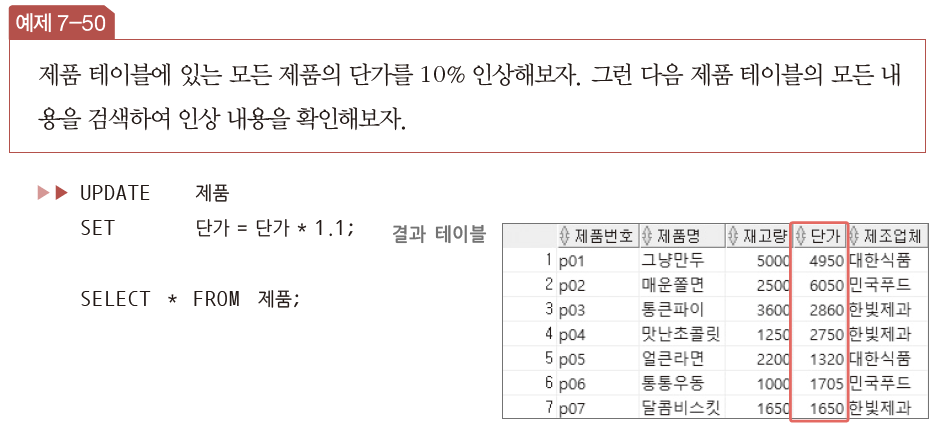 예제 7-50
제품 테이블에 있는 모든 제품의 단가를 10% 인상해보자. 그런 다음 제품 테이블의 모든 내
용을 검색하여 인상 내용을 확인해보자.
UPDATE 제품
SET 단가 = 단가 * 1.1;
SELECT * FROM 제품;
결과 테이블
제품번호 제품명 재고량 단가 제조업체
1 p01 그냥만두 5000 4950 대한식품
2 p02 매운쫄면 2500 6050 민국푸드
3 p03 통큰파이 3600 2860 한빛제과
4 p04 맛난초콜릿 1250 2750 한빛제과
5 p05 얼큰라면 2200 1320 대한식품
6 p06 통통우동 1000 1705 민국푸드
7 p07 달콤비스킷 1650 1650 한빛제과